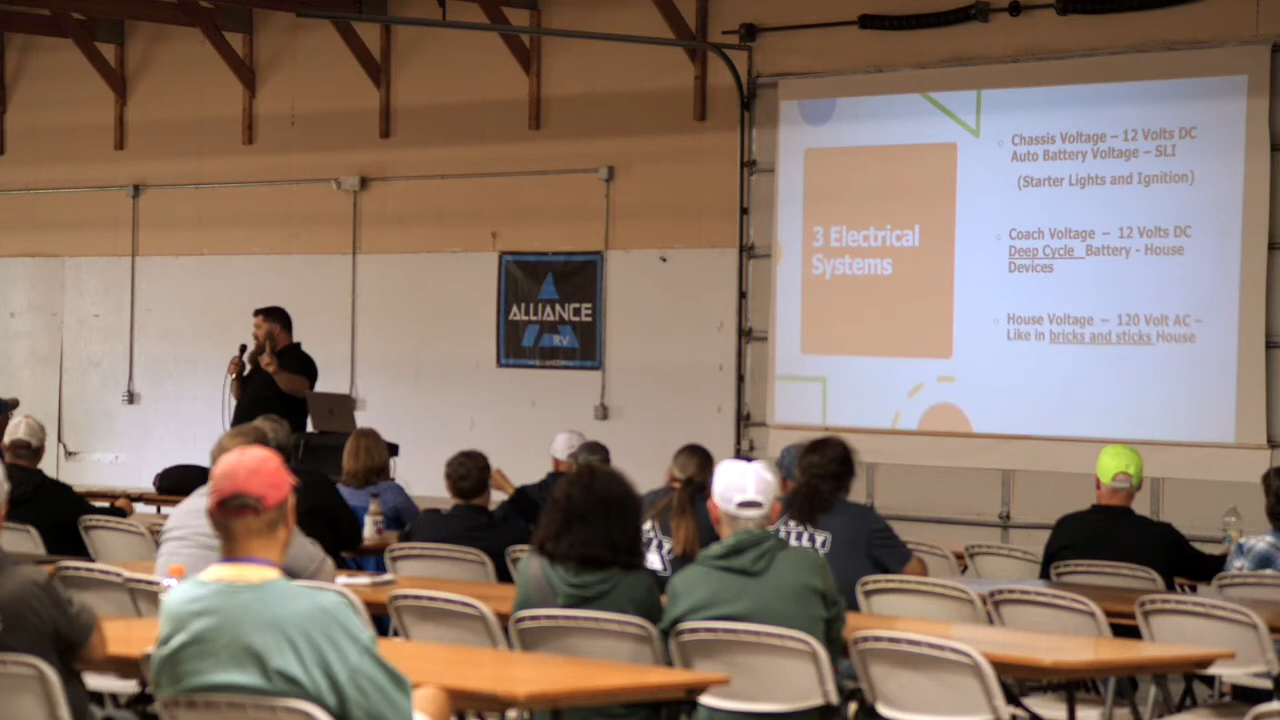 3 Electrical
Systems
Chassis Voltage – 12 Volts DC
Auto Battery Voltage – SLI
(Starter Lights and Ignition)
Coach Voltage – 12 Volts DC
Deep Cycle Battery - House
Devices
House Voltage – 120 Volt AC –
Like in bricks and sticks House
ALLIANCE
RV